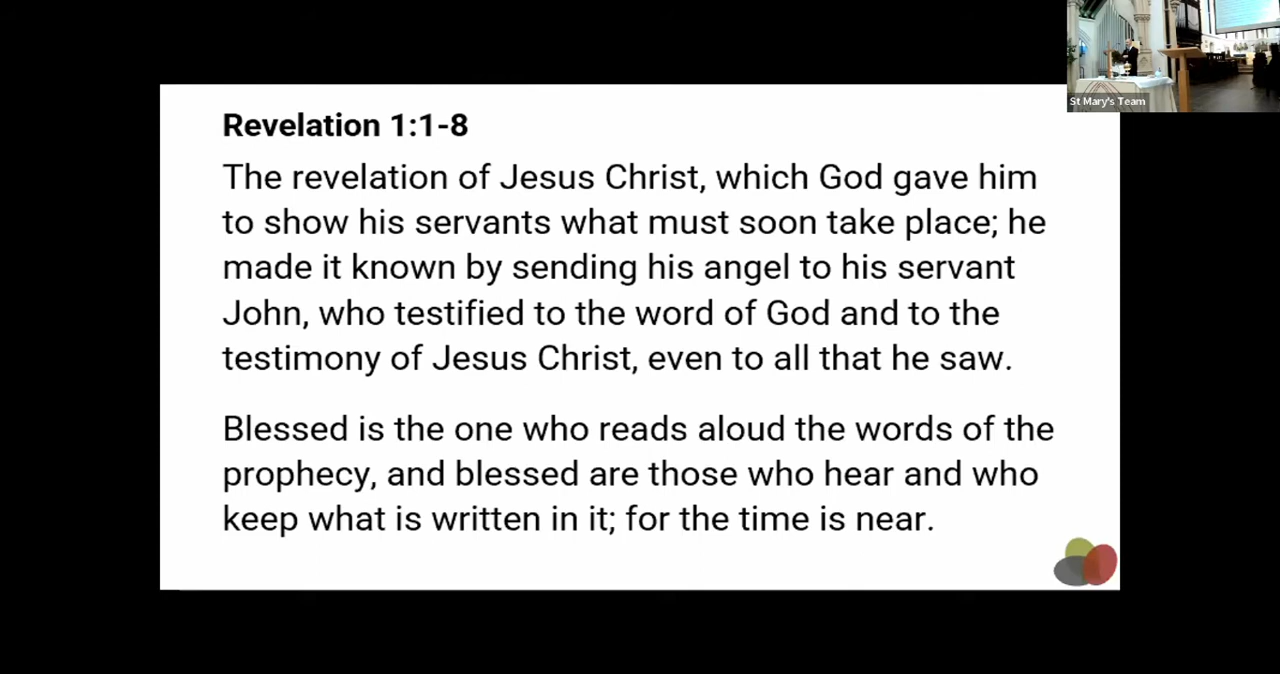 St Mary's Team
Revelation 1:1-8
The revelation of Jesus Christ, which God gave him
to show his servants what must soon take place; he
made it known by sending his angel to his servant
John, who testified to the word of God and to the
testimony of Jesus Christ, even to all that he saw.
Blessed is the one who reads aloud the words of the
prophecy, and blessed are those who hear and who
keep what is written in it; for the time is near.